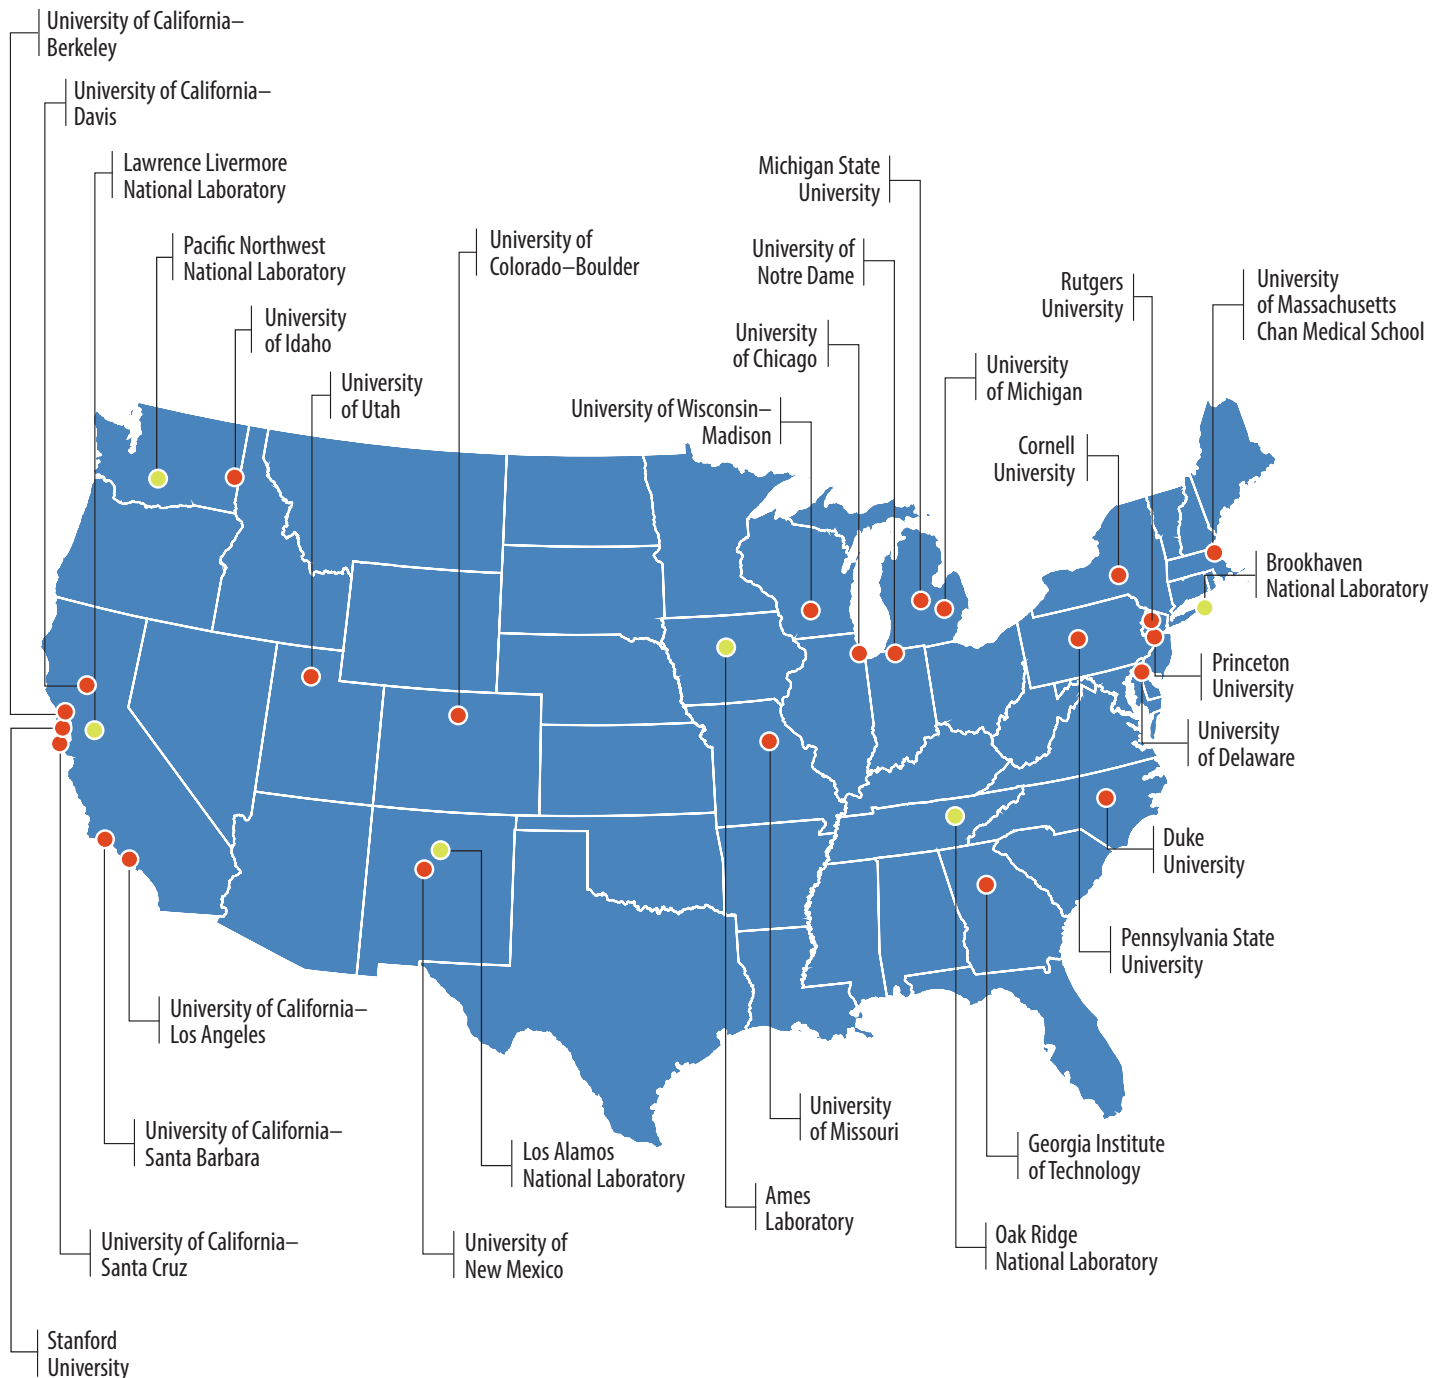 University of California–
Berkeley
University of California–
Davis
Lawrence Livermore
National Laboratory
Pacific Northwest
National Laboratory
University
of Idaho
University
of Utah
University of
Colorado–Boulder
Michigan State
University
University of
Notre Dame
University
of Chicago
University of Wisconsin–
Madison
University
of Michigan
Rutgers
University
University
of Massachusetts
Chan Medical School
Cornell
University
Brookhaven
National Laboratory
Princeton
University
University
of Delaware
Duke
University
Pennsylvania State
University
Georgia Institute
of Technology
Oak Ridge
National Laboratory
University
of Missouri
Ames
Laboratory
Los Alamos
National Laboratory
University of
New Mexico
University of California–
Los Angeles
University of California–
Santa Barbara
University of California–
Santa Cruz
Stanford
University